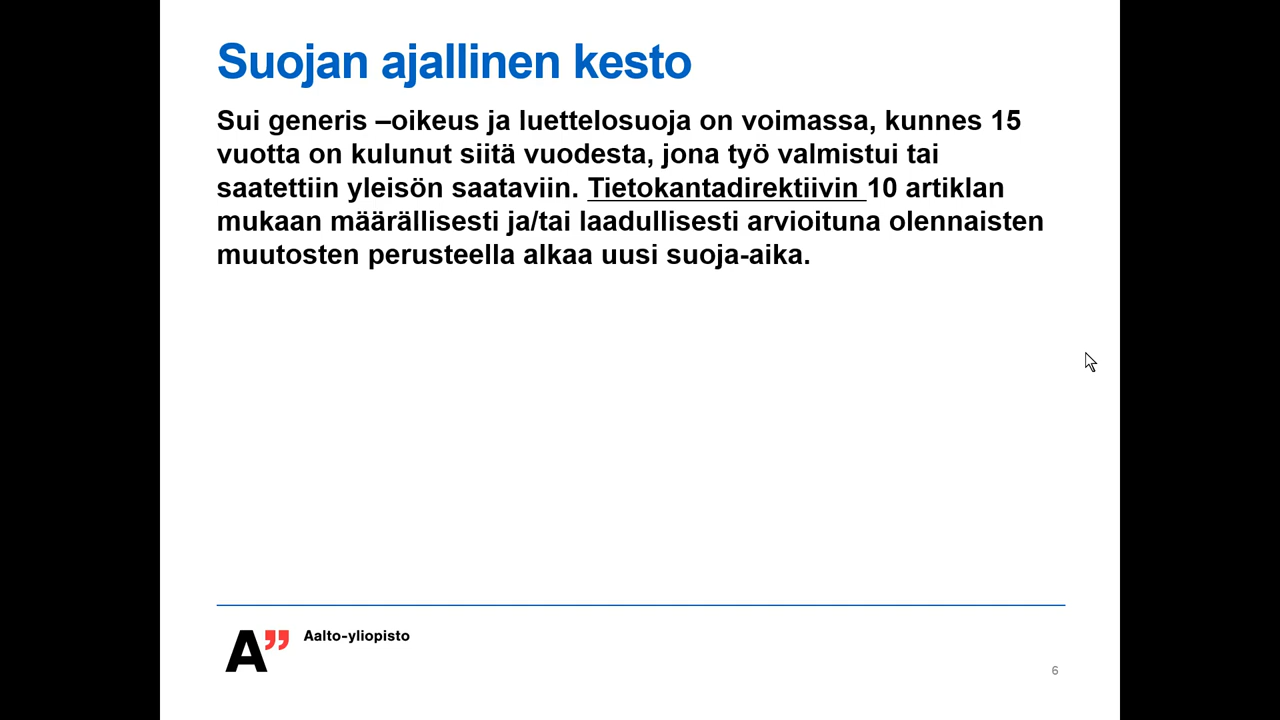 Suojan ajallinen kesto
Sui generis –oikeus ja luettelosuoja on voimassa, kunnes 15
vuotta on kulunut siitä vuodesta, jona työ valmistui tai
saatettiin yleisön saataviin. Tietokantadirektiivin 10 artiklan
mukaan määrällisesti ja/tai laadullisesti arvioituna olennaisten
muutosten perusteella alkaa uusi suoja-aika.
A”
Aalto-yliopisto
6